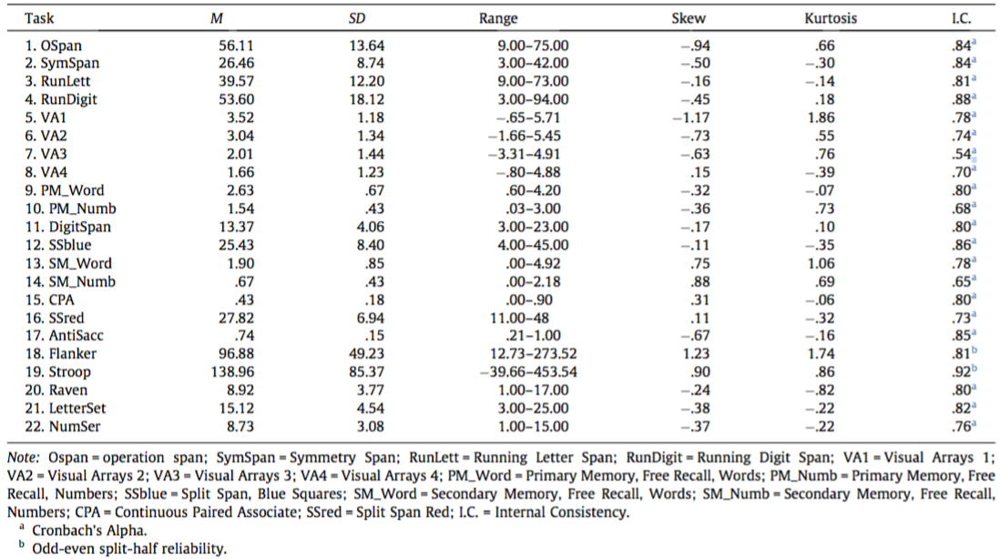 Task M SD Range Skew Kurtosis I.C.
1. OSpan 56.11 13.64 9.00–75.00 −.94 .66 .84a
2. SymSpan 26.46 8.74 3.00–42.00 −.50 −.30 .84a
3. RunLett 39.57 12.20 9.00–73.00 −.16 −.14 .81a
4. RunDigit 53.60 18.12 3.00–94.00 −.45 .18 .88a
5. VA1 3.52 1.18 −.65–5.71 −1.17 1.86 .78a
6. VA2 3.04 1.34 −1.66–5.45 −.73 .55 .74a
7. VA3 2.01 1.44 −3.31–4.91 −.63 .76 .54a
8. VA4 1.66 1.23 −.80–4.88 .15 −.39 .70a
9. PM_Word 2.63 .67 .60–4.20 −.32 −.07 .80a
10. PM_Numb 1.54 .43 .03–3.00 −.36 .73 .68a
11. DigitSpan 13.37 4.06 3.00–23.00 −.17 .10 .80a
12. SSblue 25.43 8.40 4.00–45.00 −.11 −.35 .86a
13. SM_Word 1.90 .85 .00–4.92 .75 1.06 .78a
14. SM_Numb .67 .43 .00–2.18 .88 .69 .65a
15. CPA .43 .18 .00–.90 .31 −.06 .80a
16. SSred 27.82 6.94 11.00–48 .11 −.32 .73a
17. AntiSacc .74 .15 .21–1.00 −.67 −.16 .85a
18. Flanker 96.88 49.23 12.73–273.52 1.23 1.74 .81b
19. Stroop 138.96 85.37 −39.66–453.54 .90 .86 .92b
20. Raven 8.92 3.77 1.00–17.00 −.24 −.82 .80a
21. LetterSet 15.12 4.54 3.00–25.00 −.38 −.22 .82a
22. NumSer 8.73 3.08 1.00–15.00 −.37 −.22 .76a
Note: Ospan = operation span; SymSpan = Symmetry Span; RunLett = Running Letter Span; RunDigit = Running Digit Span; VA1 = Visual Arrays 1;
VA2 = Visual Arrays 2; VA3 = Visual Arrays 3; VA4 = Visual Arrays 4; PM_Word = Primary Memory, Free Recall, Words; PM_Numb = Primary Memory, Free
Recall, Numbers; SSblue = Split Span, Blue Squares; SM_Word = Secondary Memory, Free Recall, Words; SM_Numb = Secondary Memory, Free Recall,
Numbers; CPA = Continuous Paired Associate; SSred = Split Span Red; I.C. = Internal Consistency.
a Cronbach's Alpha.
b Odd-even split-half reliability.